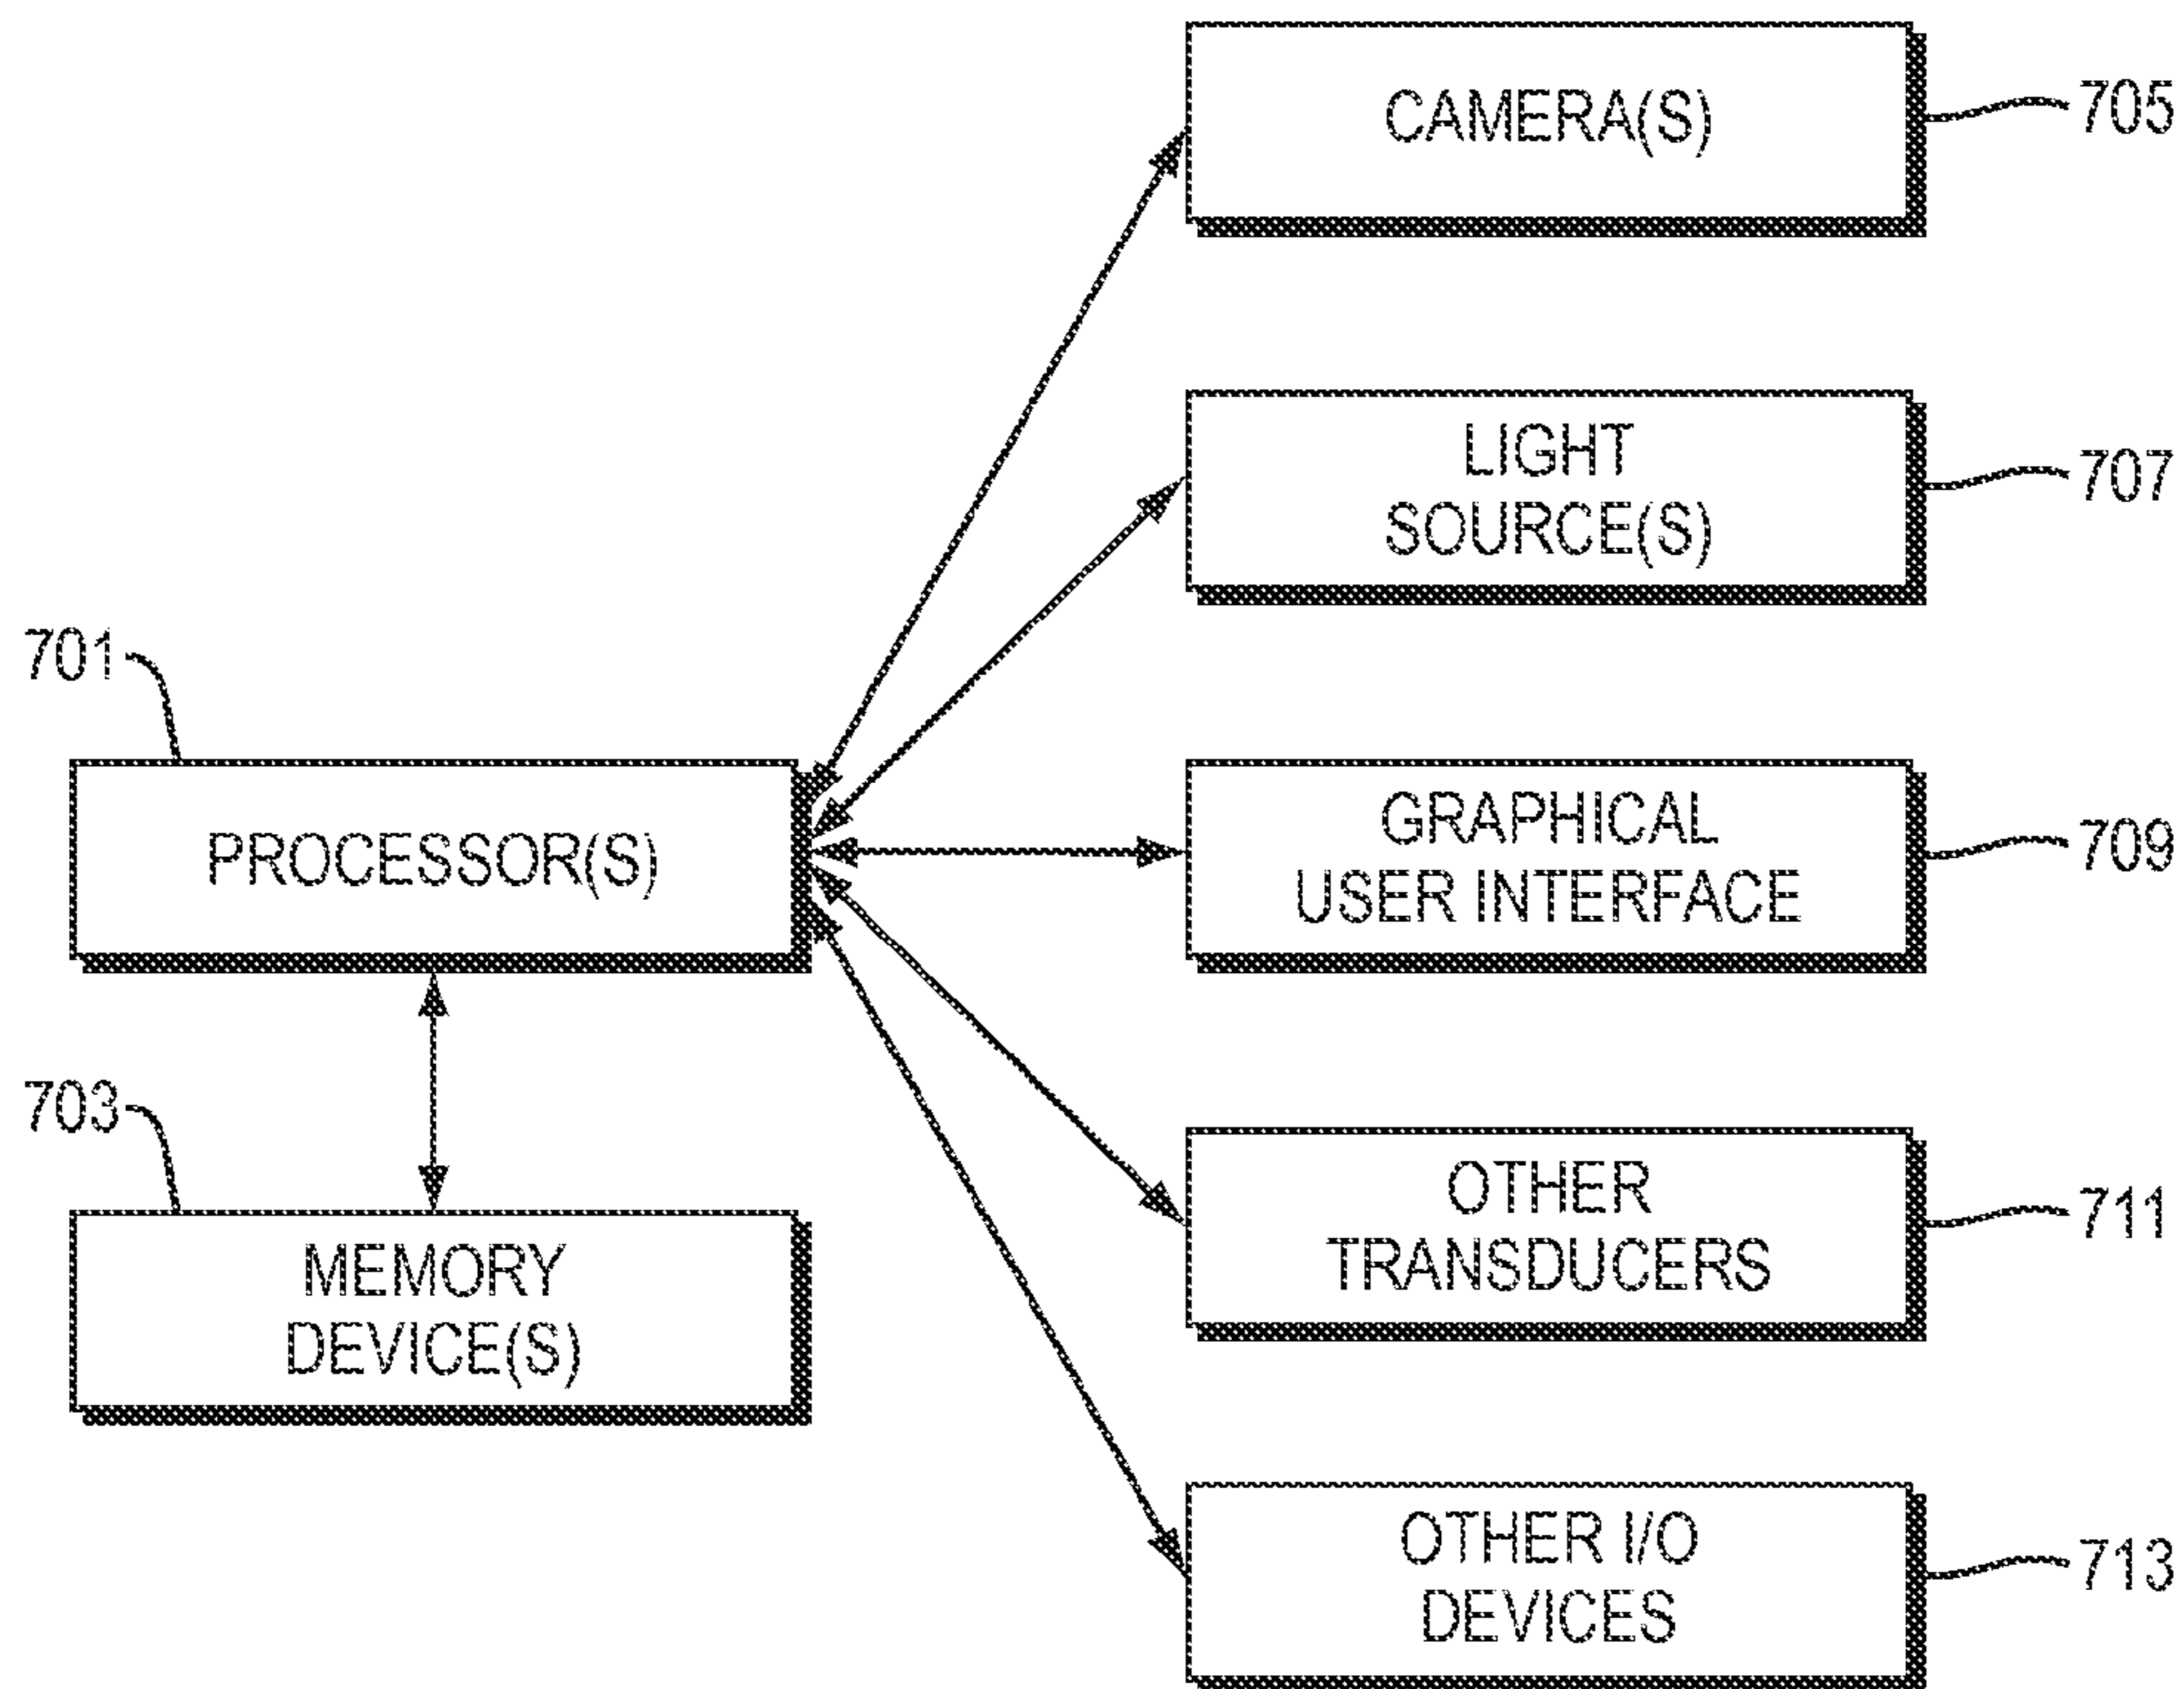 CAMERA(S)
705
LIGHT
SOURCE(S)
707
701
PROCESSOR(S)
GRAPHICAL
USER INTERFACE
709
703
MEMORY
DEVICE(S)
OTHER
TRANSDUCERS
711
OTHER I/O
DEVICES
713